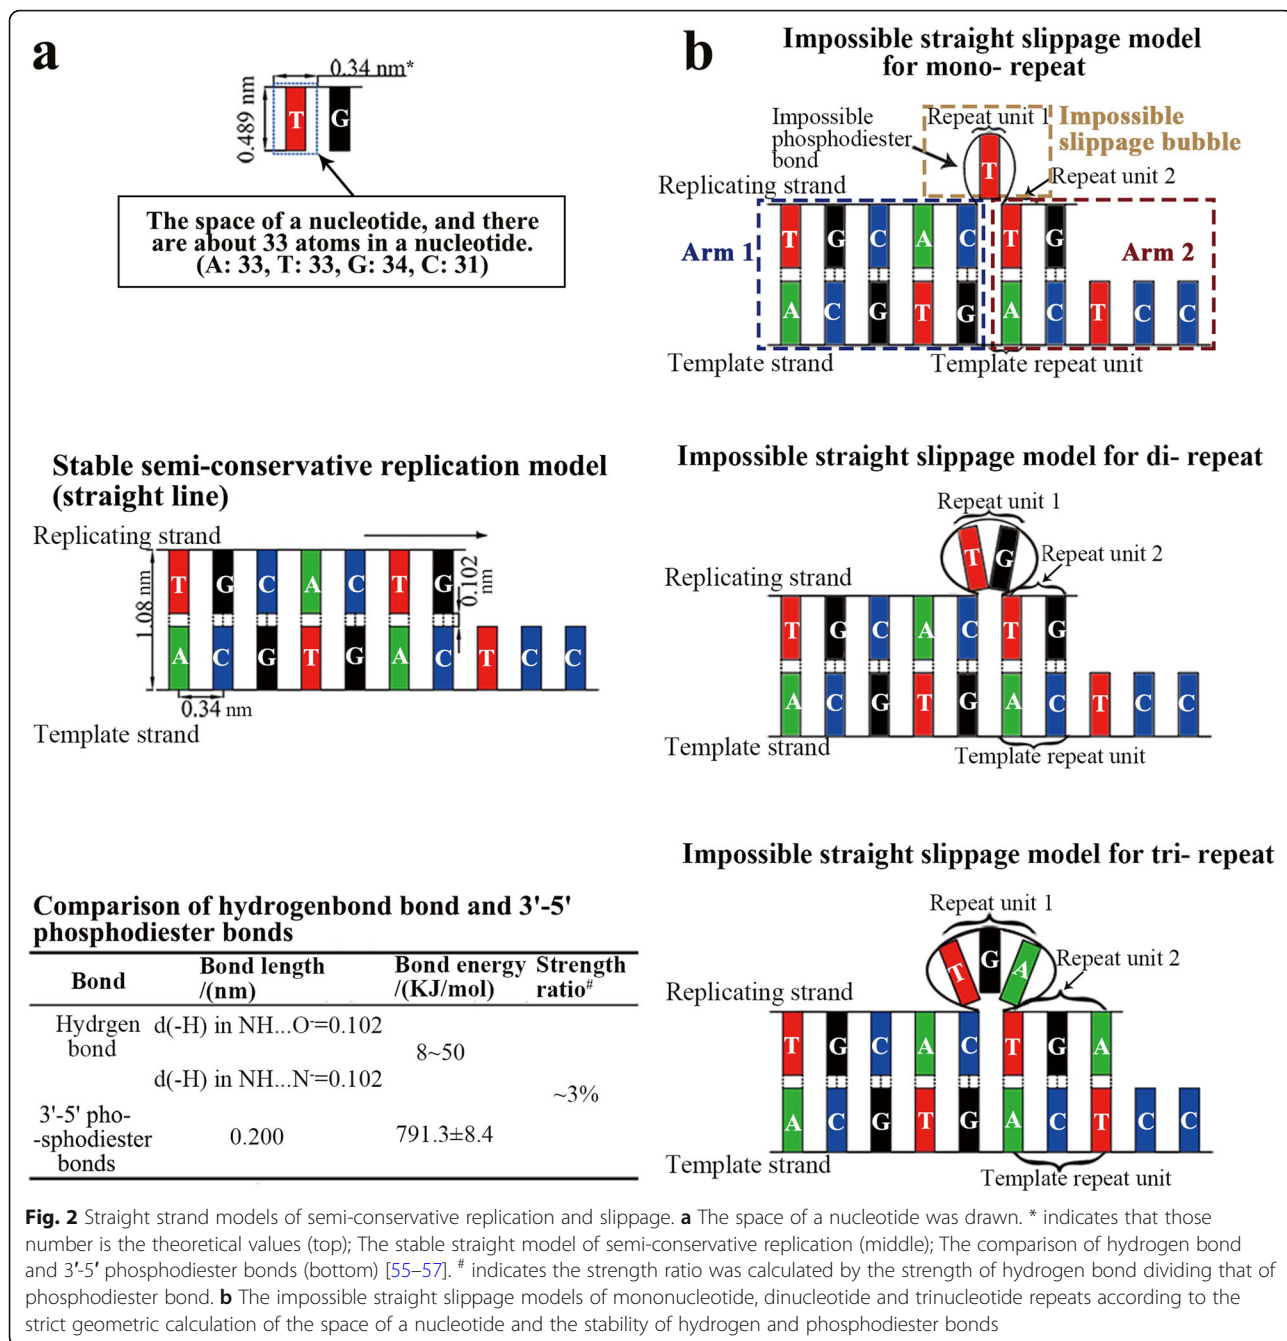 a
0.34 nm*
0.489 nm
T G
The space of a nucleotide, and there
are about 33 atoms in a nucleotide.
(A: 33, T: 33, G: 34, C: 31)
Stable semi-conservative replication model
(straight line)
Replicating strand
1.08 nm
0.102
nm
T G C A C T G
A C G T G A C T C C
0.34 nm
Template strand
Comparison of hydrogenbond bond and 3'-5'
phosphodiester bonds
Bond
Bond length
/(nm)
Bond energy
/(KJ/mol)
Strength
ratio#
Hydrgen
bond
d(-H) in NH...O-=0.102
d(-H) in NH...N-=0.102
8~50
~3%
3'-5' pho-
-sphodiester
bonds
0.200
791.3±8.4
b
Impossible straight slippage model
for mono- repeat
Impossible
phosphodiester
bond
Repeat unit 1
Impossible
slippage bubble
T
Repeat unit 2
Replicating strand
Arm 1
Arm 2
T G C A C T G
A C G T G A C T C C
Template strand
Template repeat unit
Impossible straight slippage model for di- repeat
Repeat unit 1
T G
Repeat unit 2
Replicating strand
T G C A C T G
A C G T G A C T C C
Template strand
Template repeat unit
Impossible straight slippage model for tri- repeat
Repeat unit 1
T G A
Repeat unit 2
Replicating strand
T G C A C T G A
A C G T G A C T C C
Template strand
Template repeat unit
Fig. 2 Straight strand models of semi-conservative replication and slippage. a The space of a nucleotide was drawn. * indicates that those
number is the theoretical values (top); The stable straight model of semi-conservative replication (middle); The comparison of hydrogen bond
and 3′-5′ phosphodiester bonds (bottom) [55–57]. # indicates the strength ratio was calculated by the strength of hydrogen bond dividing that of
phosphodiester bond. b The impossible straight slippage models of mononucleotide, dinucleotide and trinucleotide repeats according to the
strict geometric calculation of the space of a nucleotide and the stability of hydrogen and phosphodiester bonds